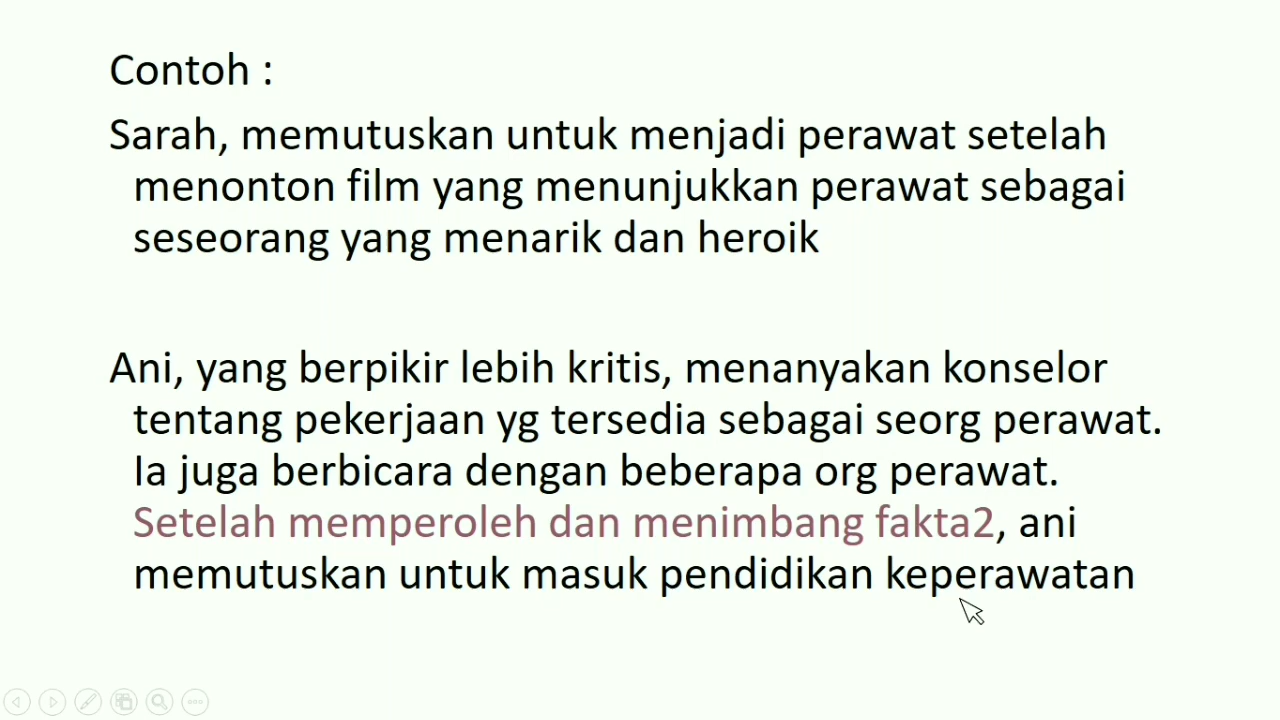 Contoh :
Sarah, memutuskan untuk menjadi perawat setelah
menonton film yang menunjukkan perawat sebagai
seseorang yang menarik dan heroik
Ani, yang berpikir lebih kritis, menanyakan konselor
tentang pekerjaan yg tersedia sebagai seorg perawat.
Ia juga berbicara dengan beberapa org perawat.
Setelah memperoleh dan menimbang fakta2, ani
memutuskan untuk masuk pendidikan keperawatan